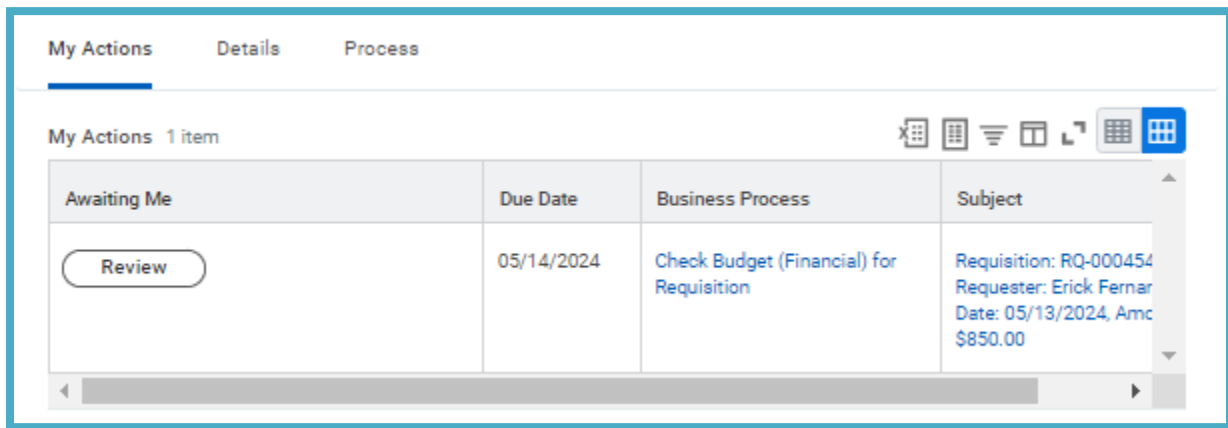 My Actions Details Process
My Actions 1 item
Awaiting Me Due Date Business Process Subject
Review 05/14/2024 Check Budget (Financial) for Requisition: RQ-000454
Requisition Requester: Erick Fernar
Date: 05/13/2024, Amo
$850.00